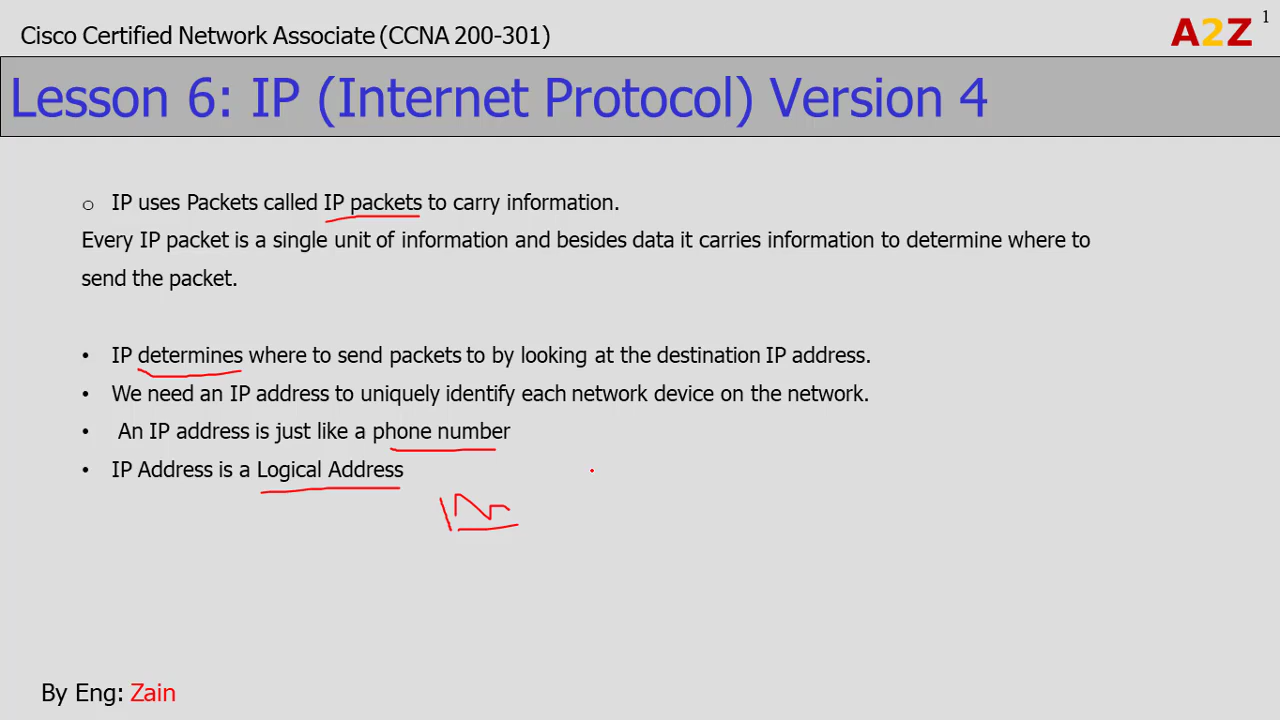 Cisco Certified Network Associate (CCNA 200-301)
A2Z
1
Lesson 6: IP (Internet Protocol) Version 4
o IP uses Packets called IP packets to carry information.
Every IP packet is a single unit of information and besides data it carries information to determine where to
send the packet.
• IP determines where to send packets to by looking at the destination IP address.
• We need an IP address to uniquely identify each network device on the network.
• An IP address is just like a phone number
• IP Address is a Logical Address
By Eng: Zain